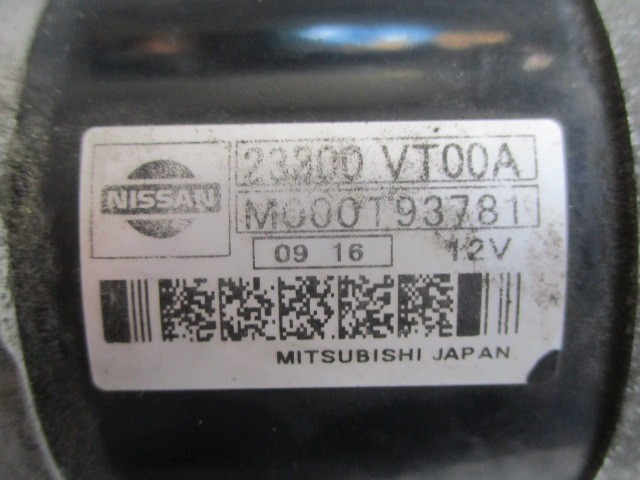 NISSAN
23300 VT00A
M000T93781
09 16
12V
MITSUBISHI JAPAN